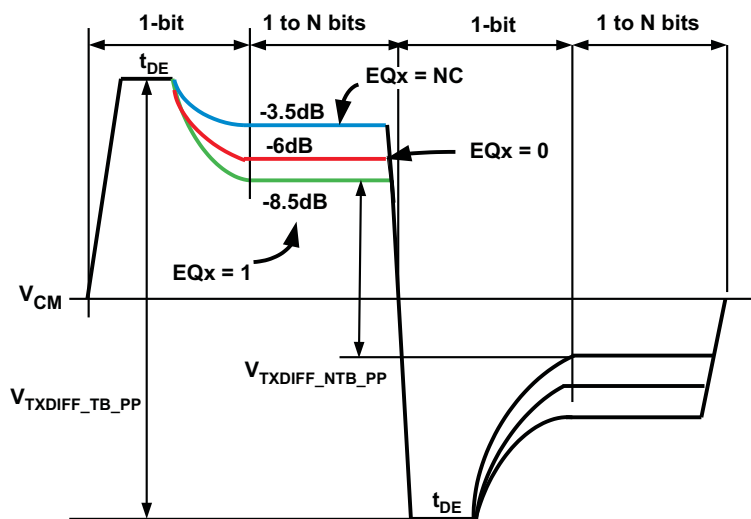 1-bit
1 to N bits
1-bit
1 to N bits
tDE
EQx = NC
-3.5dB
-6dB
EQx = 0
-8.5dB
EQx = 1
VCM
VTXDIFF_NTB_PP
VTXDIFF_TB_PP
tDE